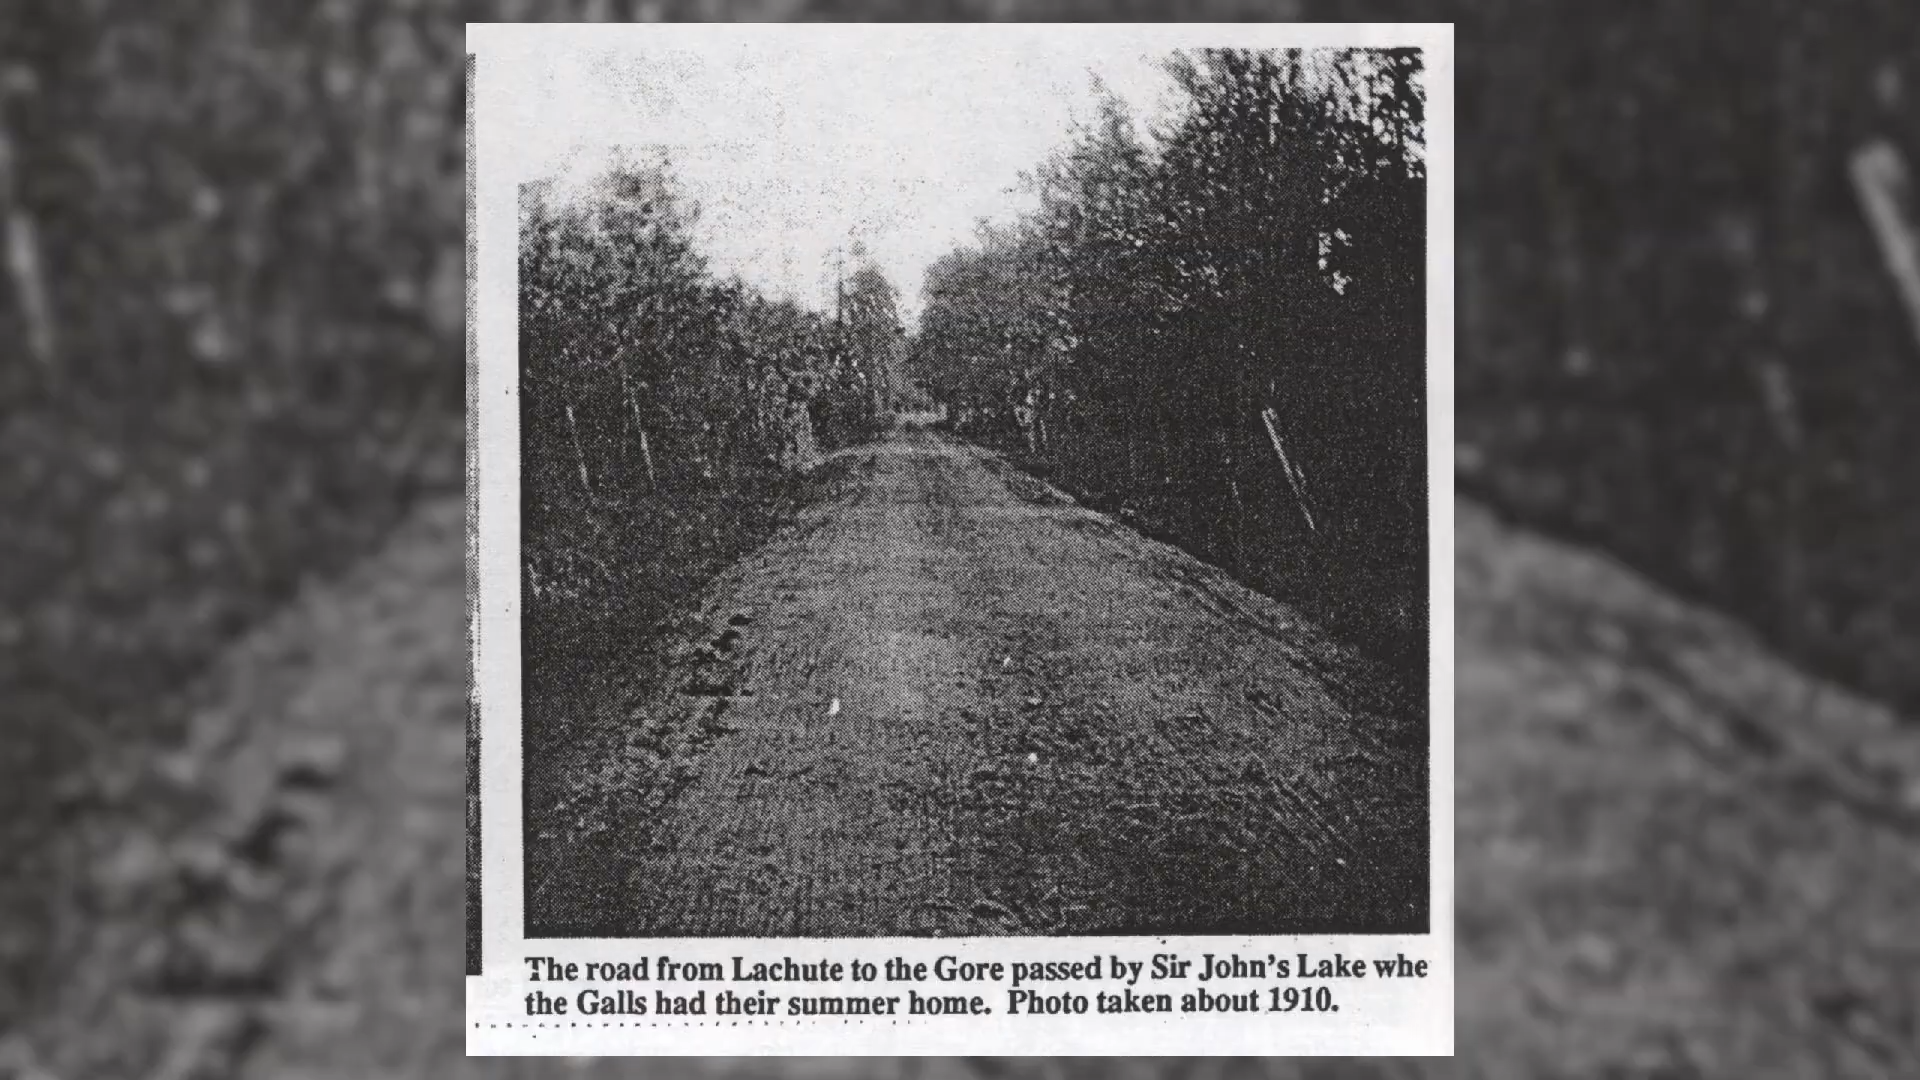 The road from Lachute to the Gore passed by Sir John's Lake whe
the Galls had their summer home. Photo taken about 1910.